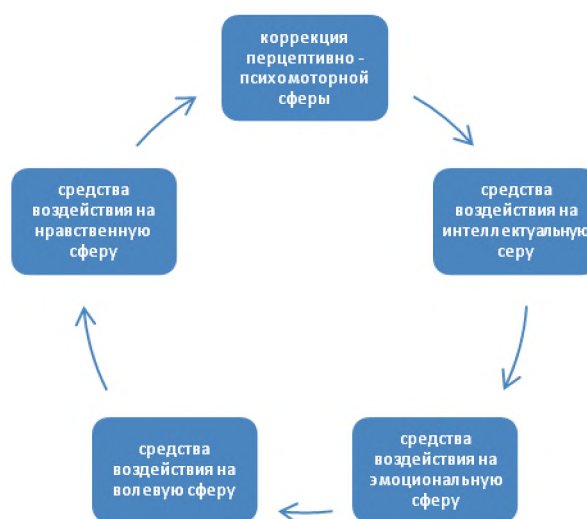 коррекция
перцептивно -
психомоторной
сферы
средства
воздействия на
интеллектуальную
серу
средства
воздействия на
эмоциональную
сферу
средства
воздействия на
волевую сферу
средства
воздействия на
нравственную
сферу